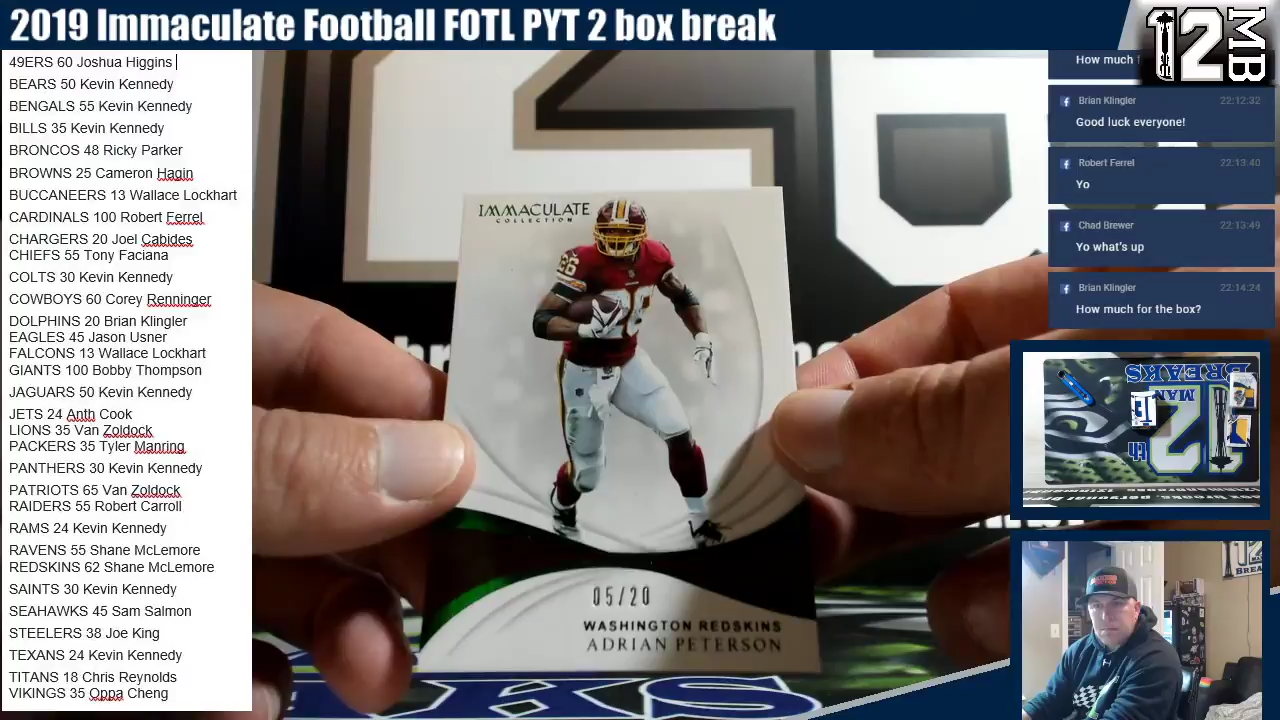 2019 Immaculate Football FOTL PYT 2 box break
12
MB
49ERS 60 Joshua Higgins
BEARS 50 Kevin Kennedy
BENGALS 55 Kevin Kennedy
BILLS 35 Kevin Kennedy
BRONCOS 48 Ricky Parker
BROWNS 25 Cameron Hagin
BUCCANEERS 13 Wallace Lockhart
CARDINALS 100 Robert Ferrel
CHARGERS 20 Joel Cabides
CHIEFS 55 Tony Faciana
COLTS 30 Kevin Kennedy
COWBOYS 60 Corey Renninger
DOLPHINS 20 Brian Klingler
EAGLES 45 Jason Usner
FALCONS 13 Wallace Lockhart
GIANTS 100 Bobby Thompson
JAGUARS 50 Kevin Kennedy
JETS 24 Anth Cook
LIONS 35 Van Zoldock
PACKERS 35 Tyler Manring
PANTHERS 30 Kevin Kennedy
PATRIOTS 65 Van Zoldock
RAIDERS 55 Robert Carroll
RAMS 24 Kevin Kennedy
RAVENS 55 Shane McLemore
REDSKINS 62 Shane McLemore
SAINTS 30 Kevin Kennedy
SEAHAWKS 45 Sam Salmon
STEELERS 38 Joe King
TEXANS 24 Kevin Kennedy
TITANS 18 Chris Reynolds
VIKINGS 35 Oppa Cheng
IMMACULATE
COLLECTION
26
05/20
WASHINGTON REDSKINS
ADRIAN PETERSON
How much
Brian Klingler 22:12:32
Good luck everyone!
Robert Ferrel 22:13:40
Yo
Chad Brewer 22:13:49
Yo what's up
Brian Klingler 22:14:24
How much for the box?
BREAKS
MAN
12
th